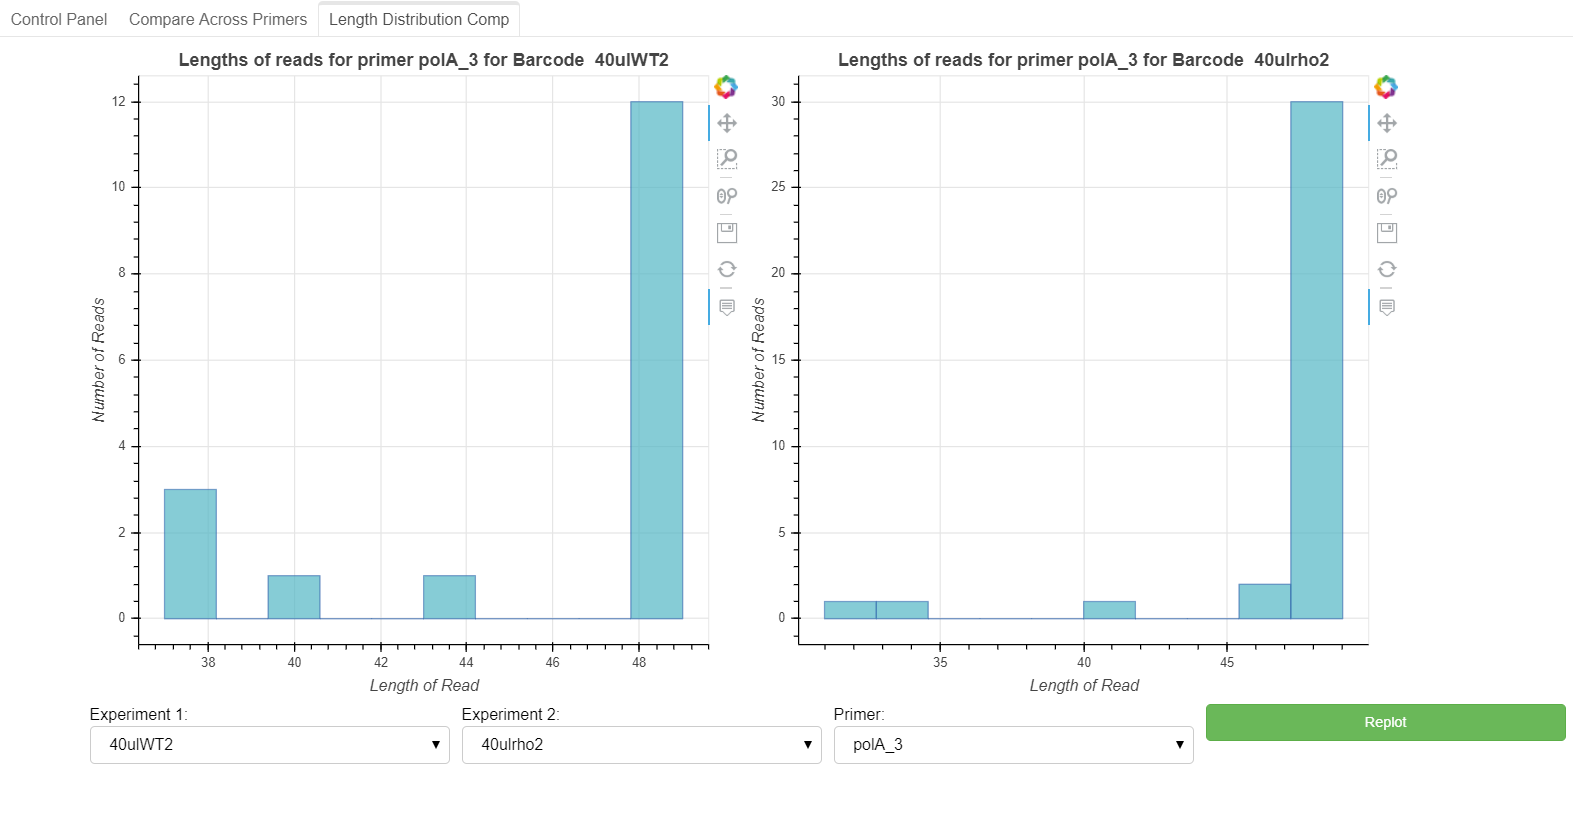 Control Panel
Compare Across Primers
Length Distribution Comp
Lengths of reads for primer polA_3 for Barcode  40ulWT2
12
10
8
6
4
2
0
Number of Reads
38
40
42
44
46
48
Length of Read
Lengths of reads for primer polA_3 for Barcode  40ulrho2
30
25
20
15
10
5
0
Number of Reads
35
40
45
Length of Read
Experiment 1:
40ulWT2
Experiment 2:
40ulrho2
Primer:
polA_3
Replot